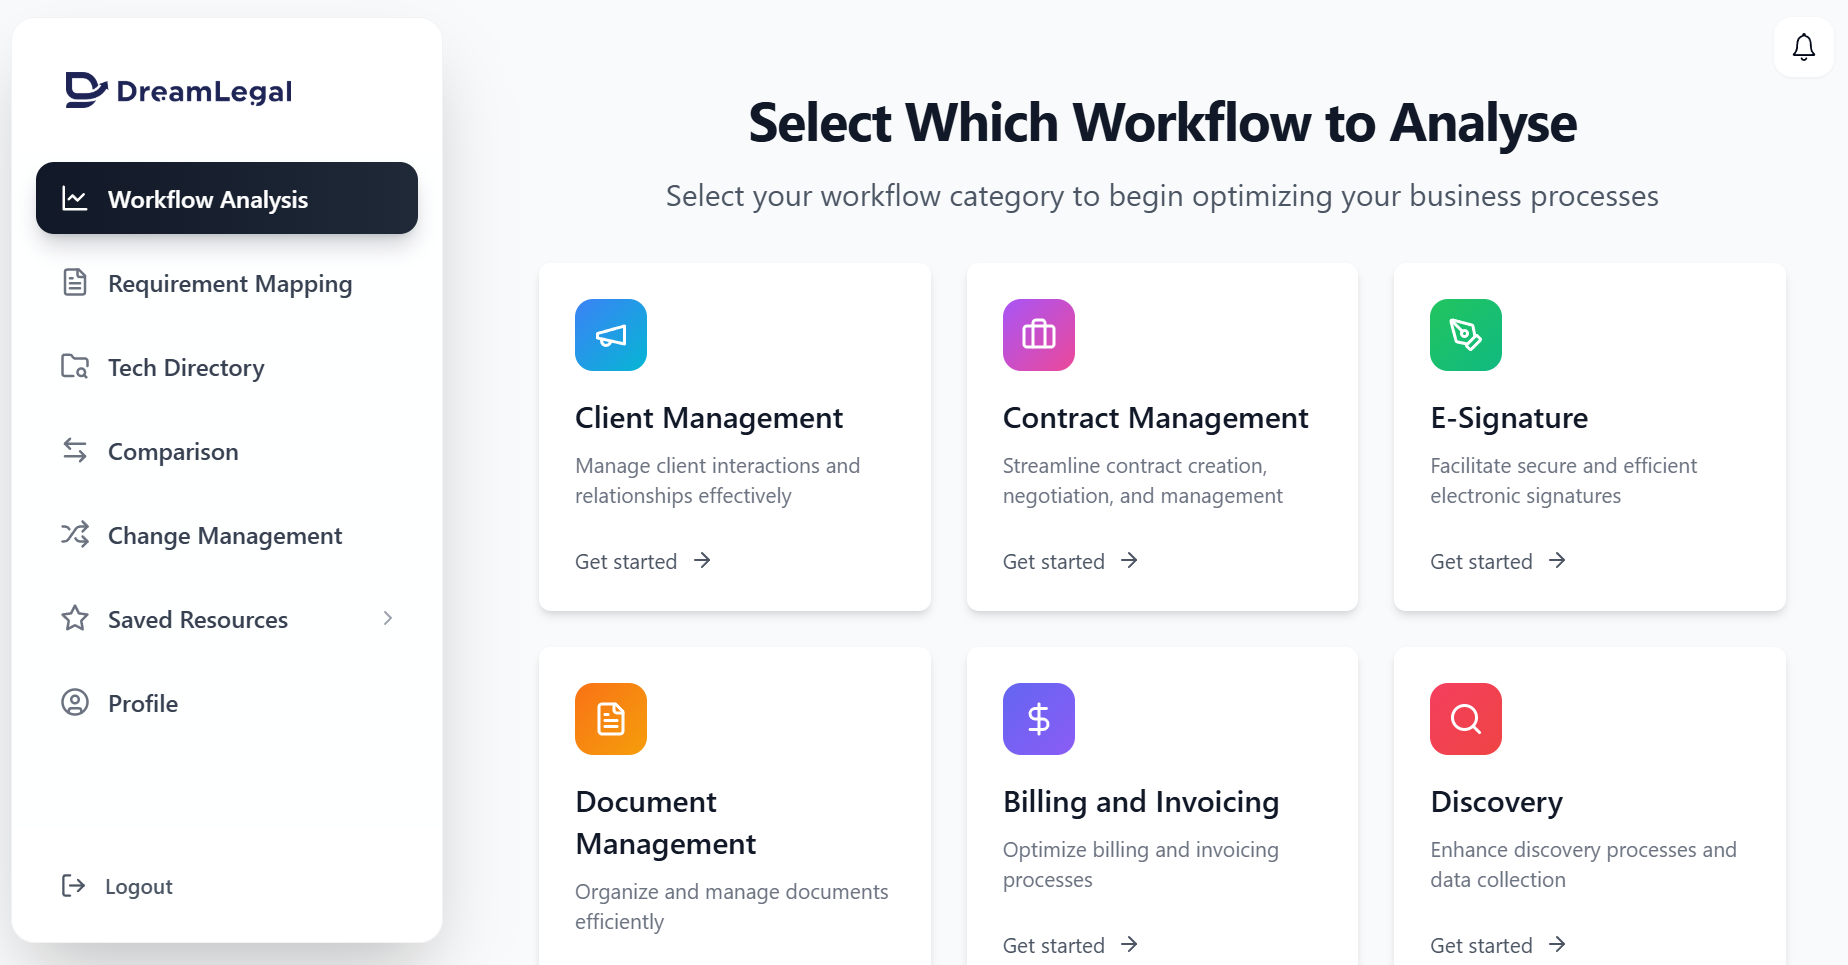 DreamLegal
Workflow Analysis
Requirement Mapping
Tech Directory
Comparison
Change Management
Saved Resources
Profile
Logout
Select Which Workflow to Analyse
Select your workflow category to begin optimizing your business processes
Client Management
Manage client interactions and
relationships effectively
Get started
Contract Management
Streamline contract creation,
negotiation, and management
Get started
E-Signature
Facilitate secure and efficient
electronic signatures
Get started
Document
Management
Organize and manage documents
efficiently
Billing and Invoicing
Optimize billing and invoicing
processes
Get started
Discovery
Enhance discovery processes and
data collection
Get started